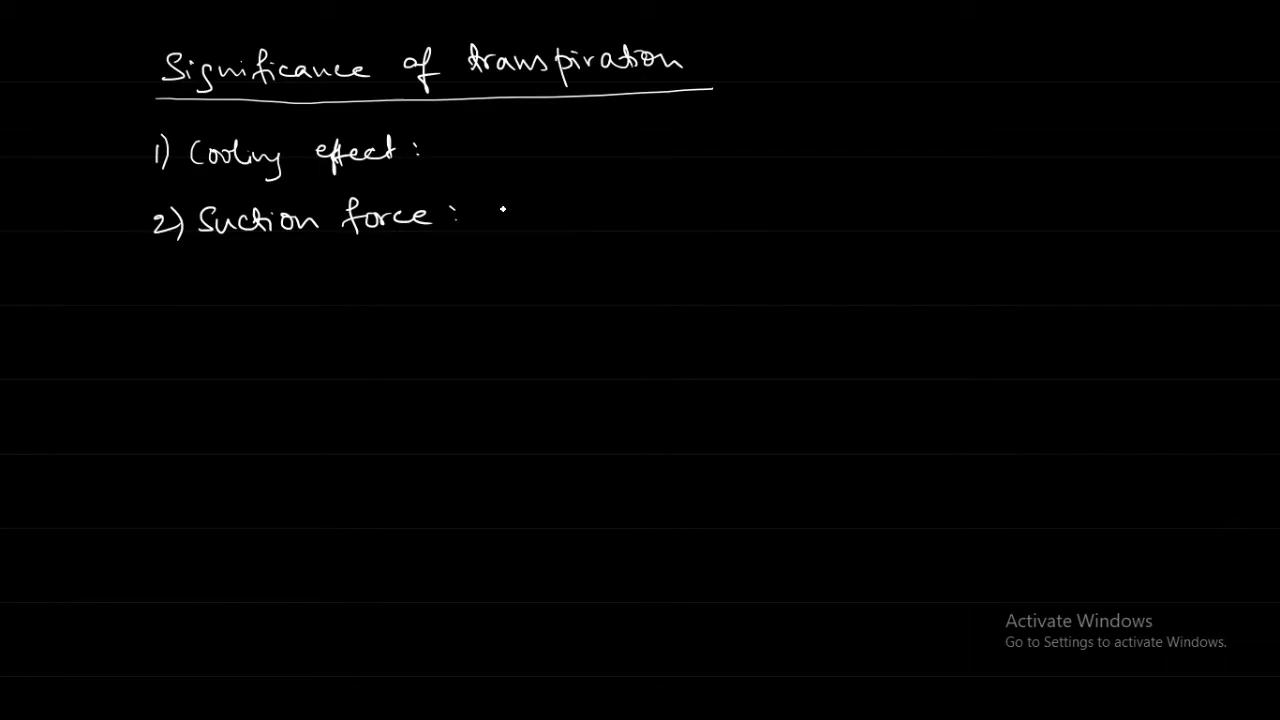 Significance of transpiration
1) Cooling effect:
2) Suction force:
Activate Windows
Go to Settings to activate Windows.